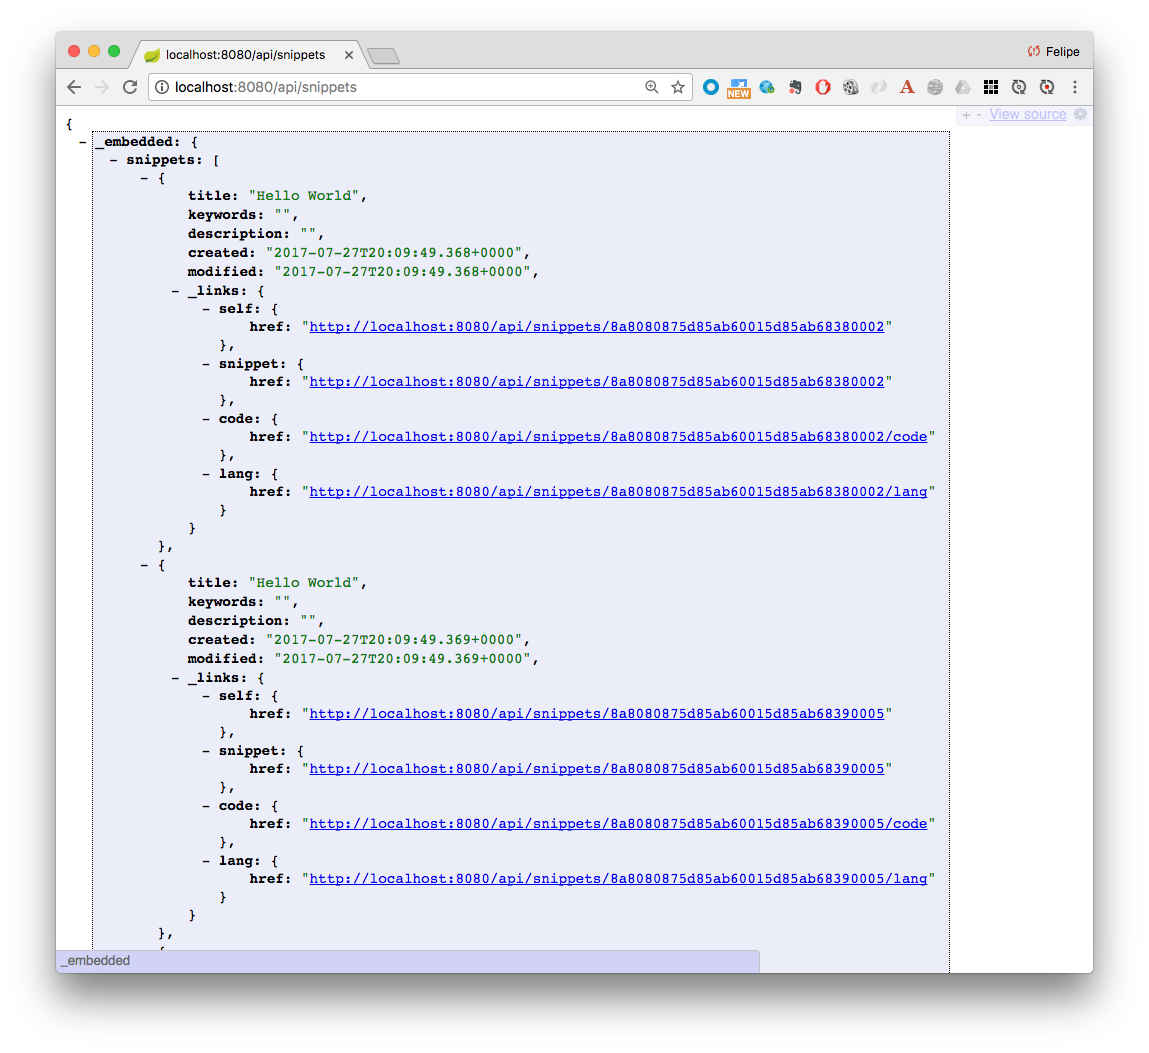 localhost:8080/api/snippets
Felipe
localhost:8080/api/snippets
NEW
A
+ - View source
{
- _embedded: {
- snippets: [
- {
title: "Hello World",
keywords: "",
description: "",
created: "2017-07-27T20:09:49.368+0000",
modified: "2017-07-27T20:09:49.368+0000",
- _links: {
- self: {
href: "http://localhost:8080/api/snippets/8a8080875d85ab60015d85ab68380002"
},
- snippet: {
href: "http://localhost:8080/api/snippets/8a8080875d85ab60015d85ab68380002"
},
- code: {
href: "http://localhost:8080/api/snippets/8a8080875d85ab60015d85ab68380002/code"
},
- lang: {
href: "http://localhost:8080/api/snippets/8a8080875d85ab60015d85ab68380002/lang"
}
}
},
- {
title: "Hello World",
keywords: "",
description: "",
created: "2017-07-27T20:09:49.369+0000",
modified: "2017-07-27T20:09:49.369+0000",
- _links: {
- self: {
href: "http://localhost:8080/api/snippets/8a8080875d85ab60015d85ab68390005"
},
- snippet: {
href: "http://localhost:8080/api/snippets/8a8080875d85ab60015d85ab68390005"
},
- code: {
href: "http://localhost:8080/api/snippets/8a8080875d85ab60015d85ab68390005/code"
},
- lang: {
href: "http://localhost:8080/api/snippets/8a8080875d85ab60015d85ab68390005/lang"
}
}
},
_embedded